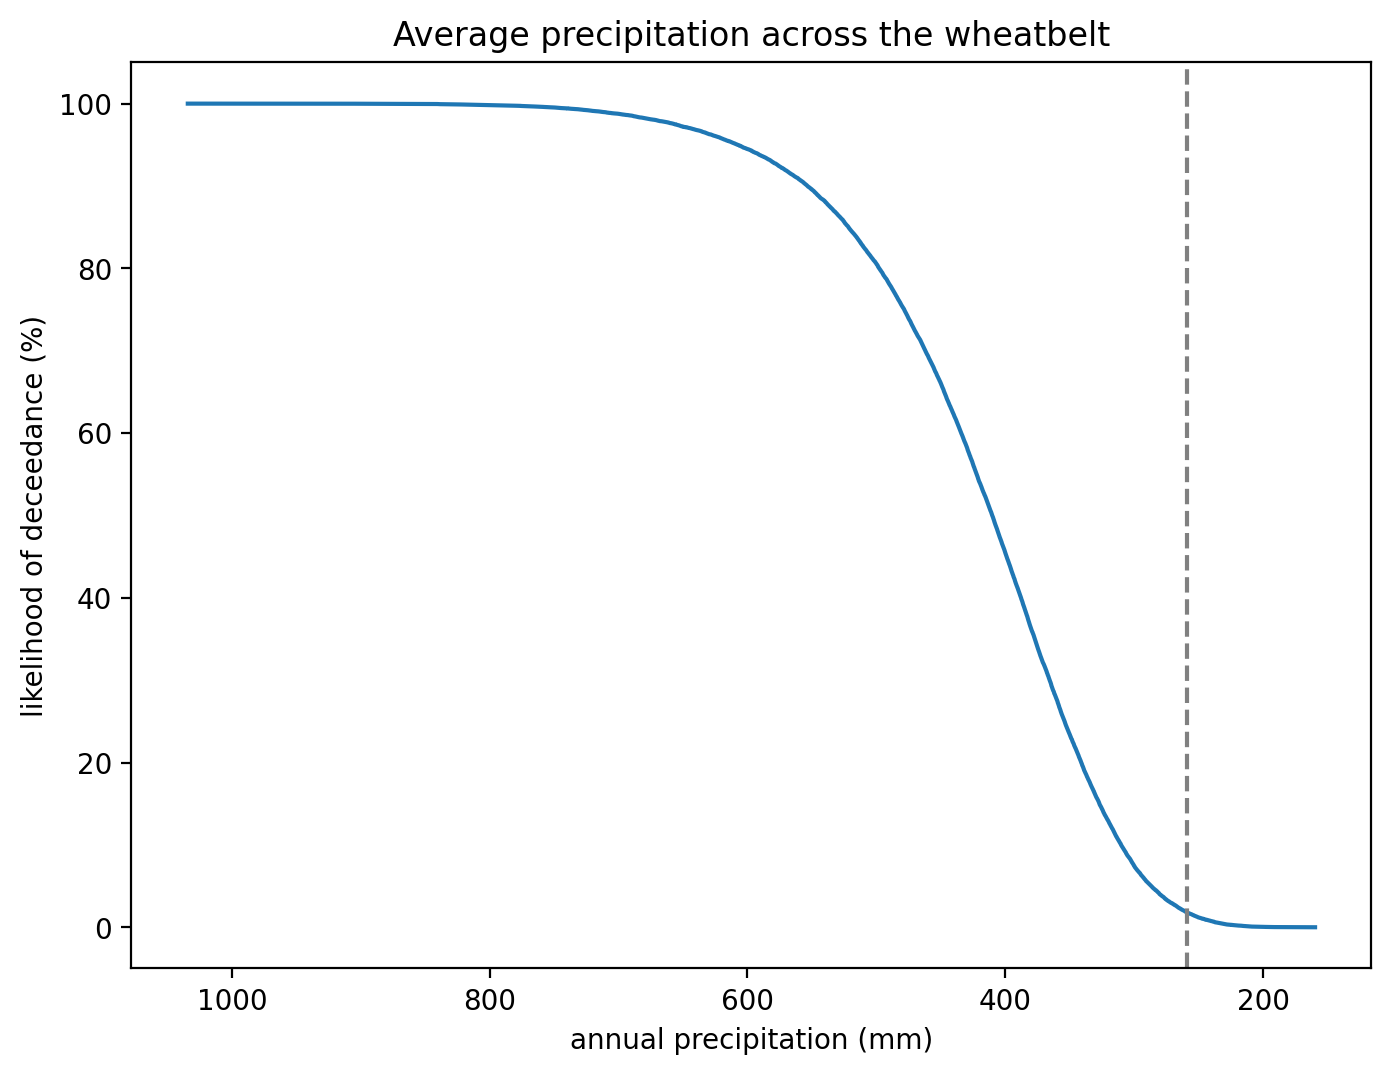 Average precipitation across the wheatbelt
likelihood of deceedance (%)
100
80
60
40
20
0
1000 800 600 400 200
annual precipitation (mm)